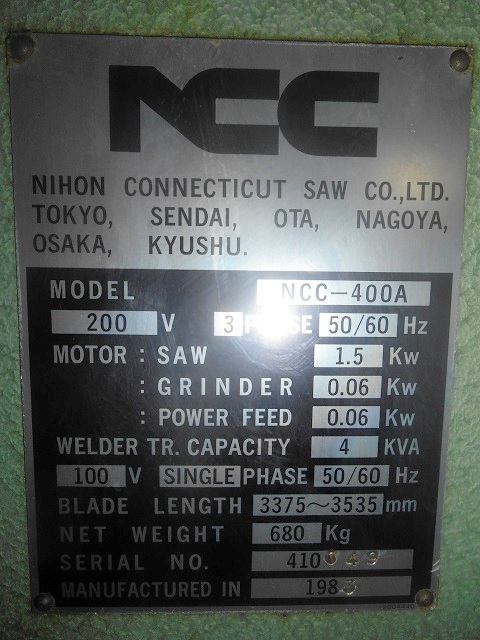 NCC
NIHON CONNECTICUT SAW CO.,LTD.
TOKYO, SENDAI, OTA, NAGOYA,
OSAKA, KYUSHU.
MODEL NCC-400A
200 V 3 PHASE 50/60 Hz
MOTOR : SAW 1.5 Kw
: GRINDER 0.06 Kw
: POWER FEED 0.06 Kw
WELDER TR. CAPACITY 4 KVA
100 V SINGLE PHASE 50/60 Hz
BLADE LENGTH 3375~3535 mm
NET WEIGHT 680 Kg
SERIAL NO.
MANUFACTURED IN